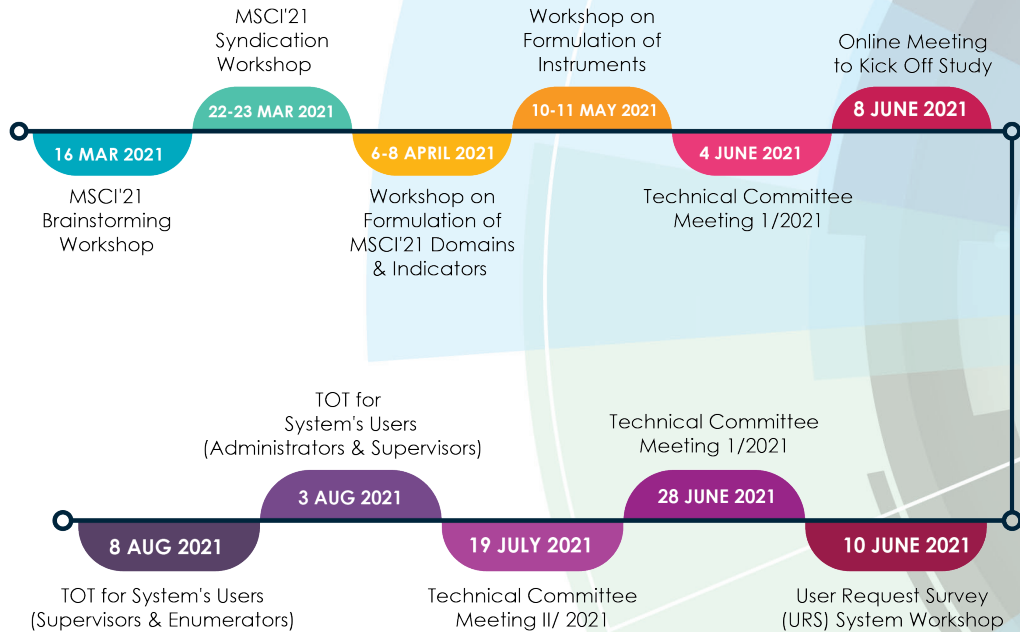 16 MAR 2021
MSCI'21
Brainstorming
Workshop
MSCI'21
Syndication
Workshop
22-23 MAR 2021
6-8 APRIL 2021
Workshop on
Formulation of
MSCI'21 Domains
& Indicators
Workshop on
Formulation of
Instruments
10-11 MAY 2021
4 JUNE 2021
Technical Committee
Meeting 1/2021
Online Meeting
to Kick Off Study
8 JUNE 2021
10 JUNE 2021
User Request Survey
(URS) System Workshop
Technical Committee
Meeting 1/2021
28 JUNE 2021
19 JULY 2021
Technical Committee
Meeting II/ 2021
TOT for
System's Users
(Administrators & Supervisors)
3 AUG 2021
8 AUG 2021
TOT for System's Users
(Supervisors & Enumerators)